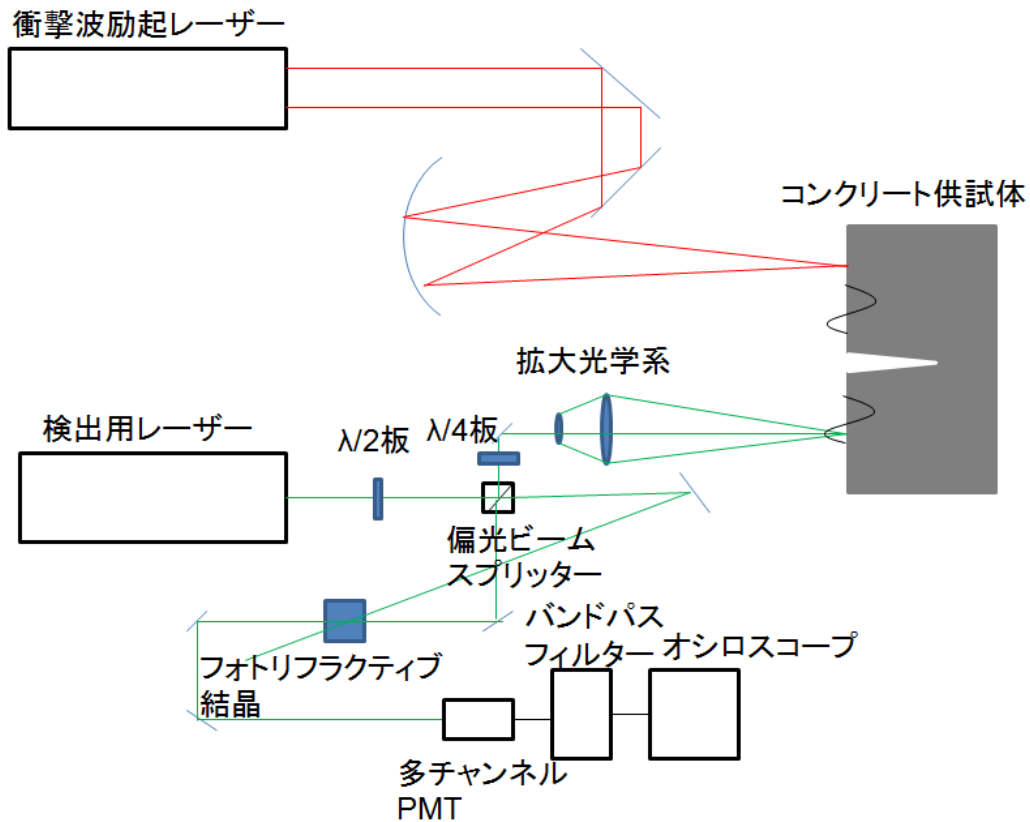 衝撃波励起レーザー
コンクリート供試体
拡大光学系
検出用レーザー
λ/2板
λ/4板
偏光ビーム
スプリッター
バンドパス
フィルター
オシロスコープ
フォトリフラクティブ
結晶
多チャンネル
PMT